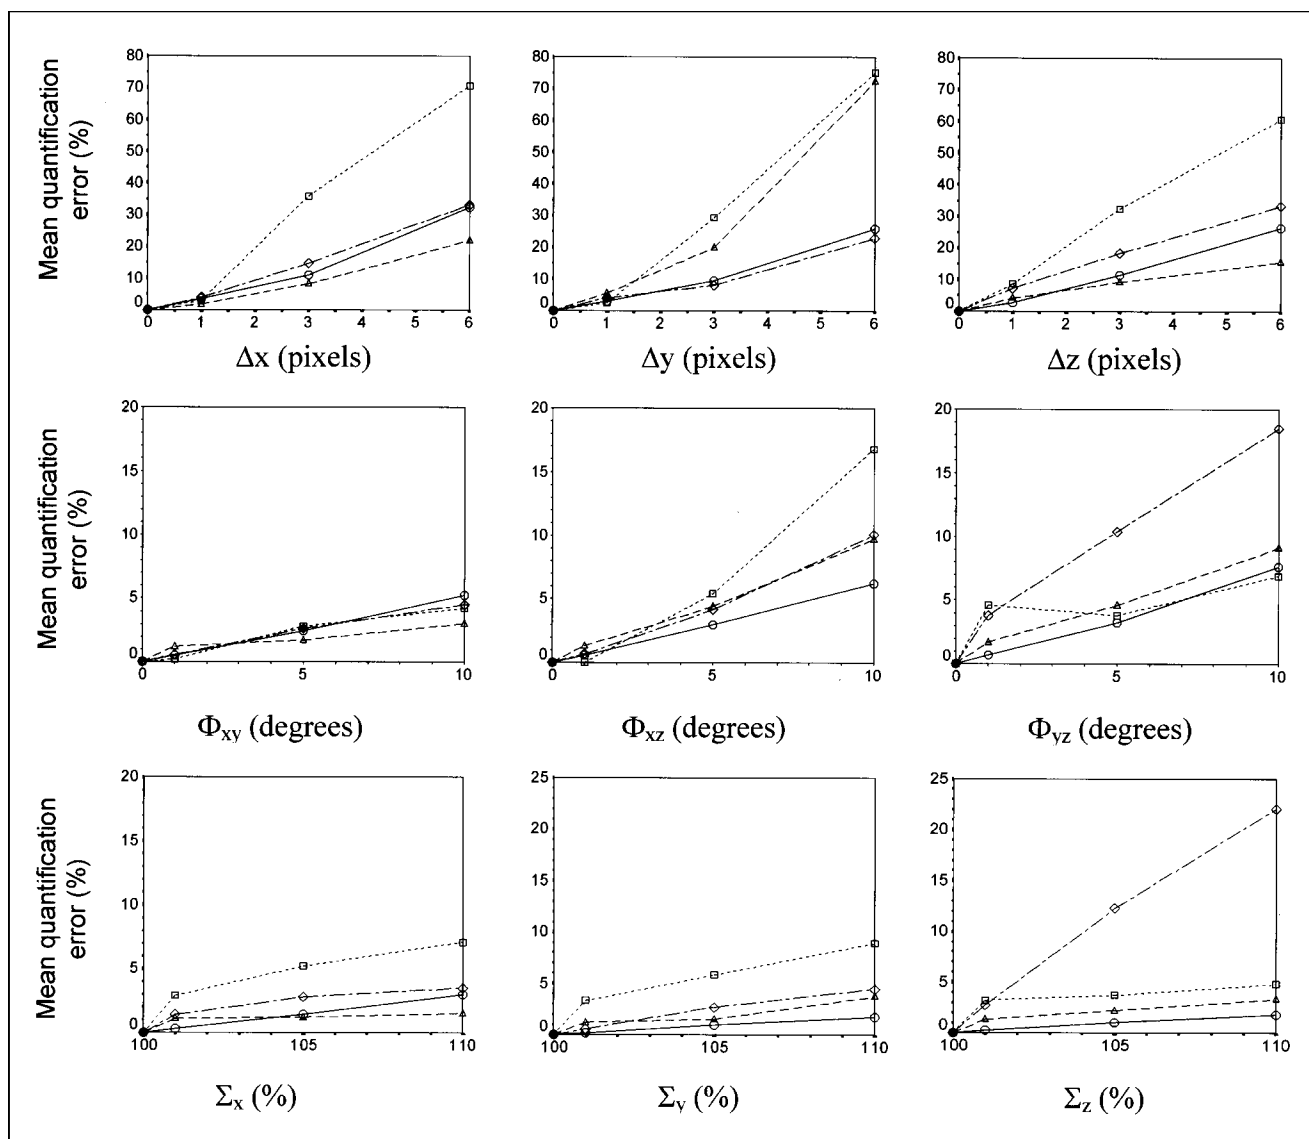 Mean quantification
error (%)
80
70
60
50
40
30
20
10
0
0 1 2 3 4 5 6
Δx (pixels)
80
70
60
50
40
30
20
10
0
0 1 2 3 4 5 6
Δy (pixels)
80
70
60
50
40
30
20
10
0
0 1 2 3 4 5 6
Δz (pixels)
Mean quantification
error (%)
20
15
10
5
0
0 5 10
Φxy (degrees)
20
15
10
5
0
0 5 10
Φxz (degrees)
20
15
10
5
0
0 5 10
Φyz (degrees)
Mean quantification
error (%)
20
15
10
5
0
100 105 110
Σx (%)
25
20
15
10
5
0
100 105 110
Σy (%)
25
20
15
10
5
0
100 105 110
Σz (%)